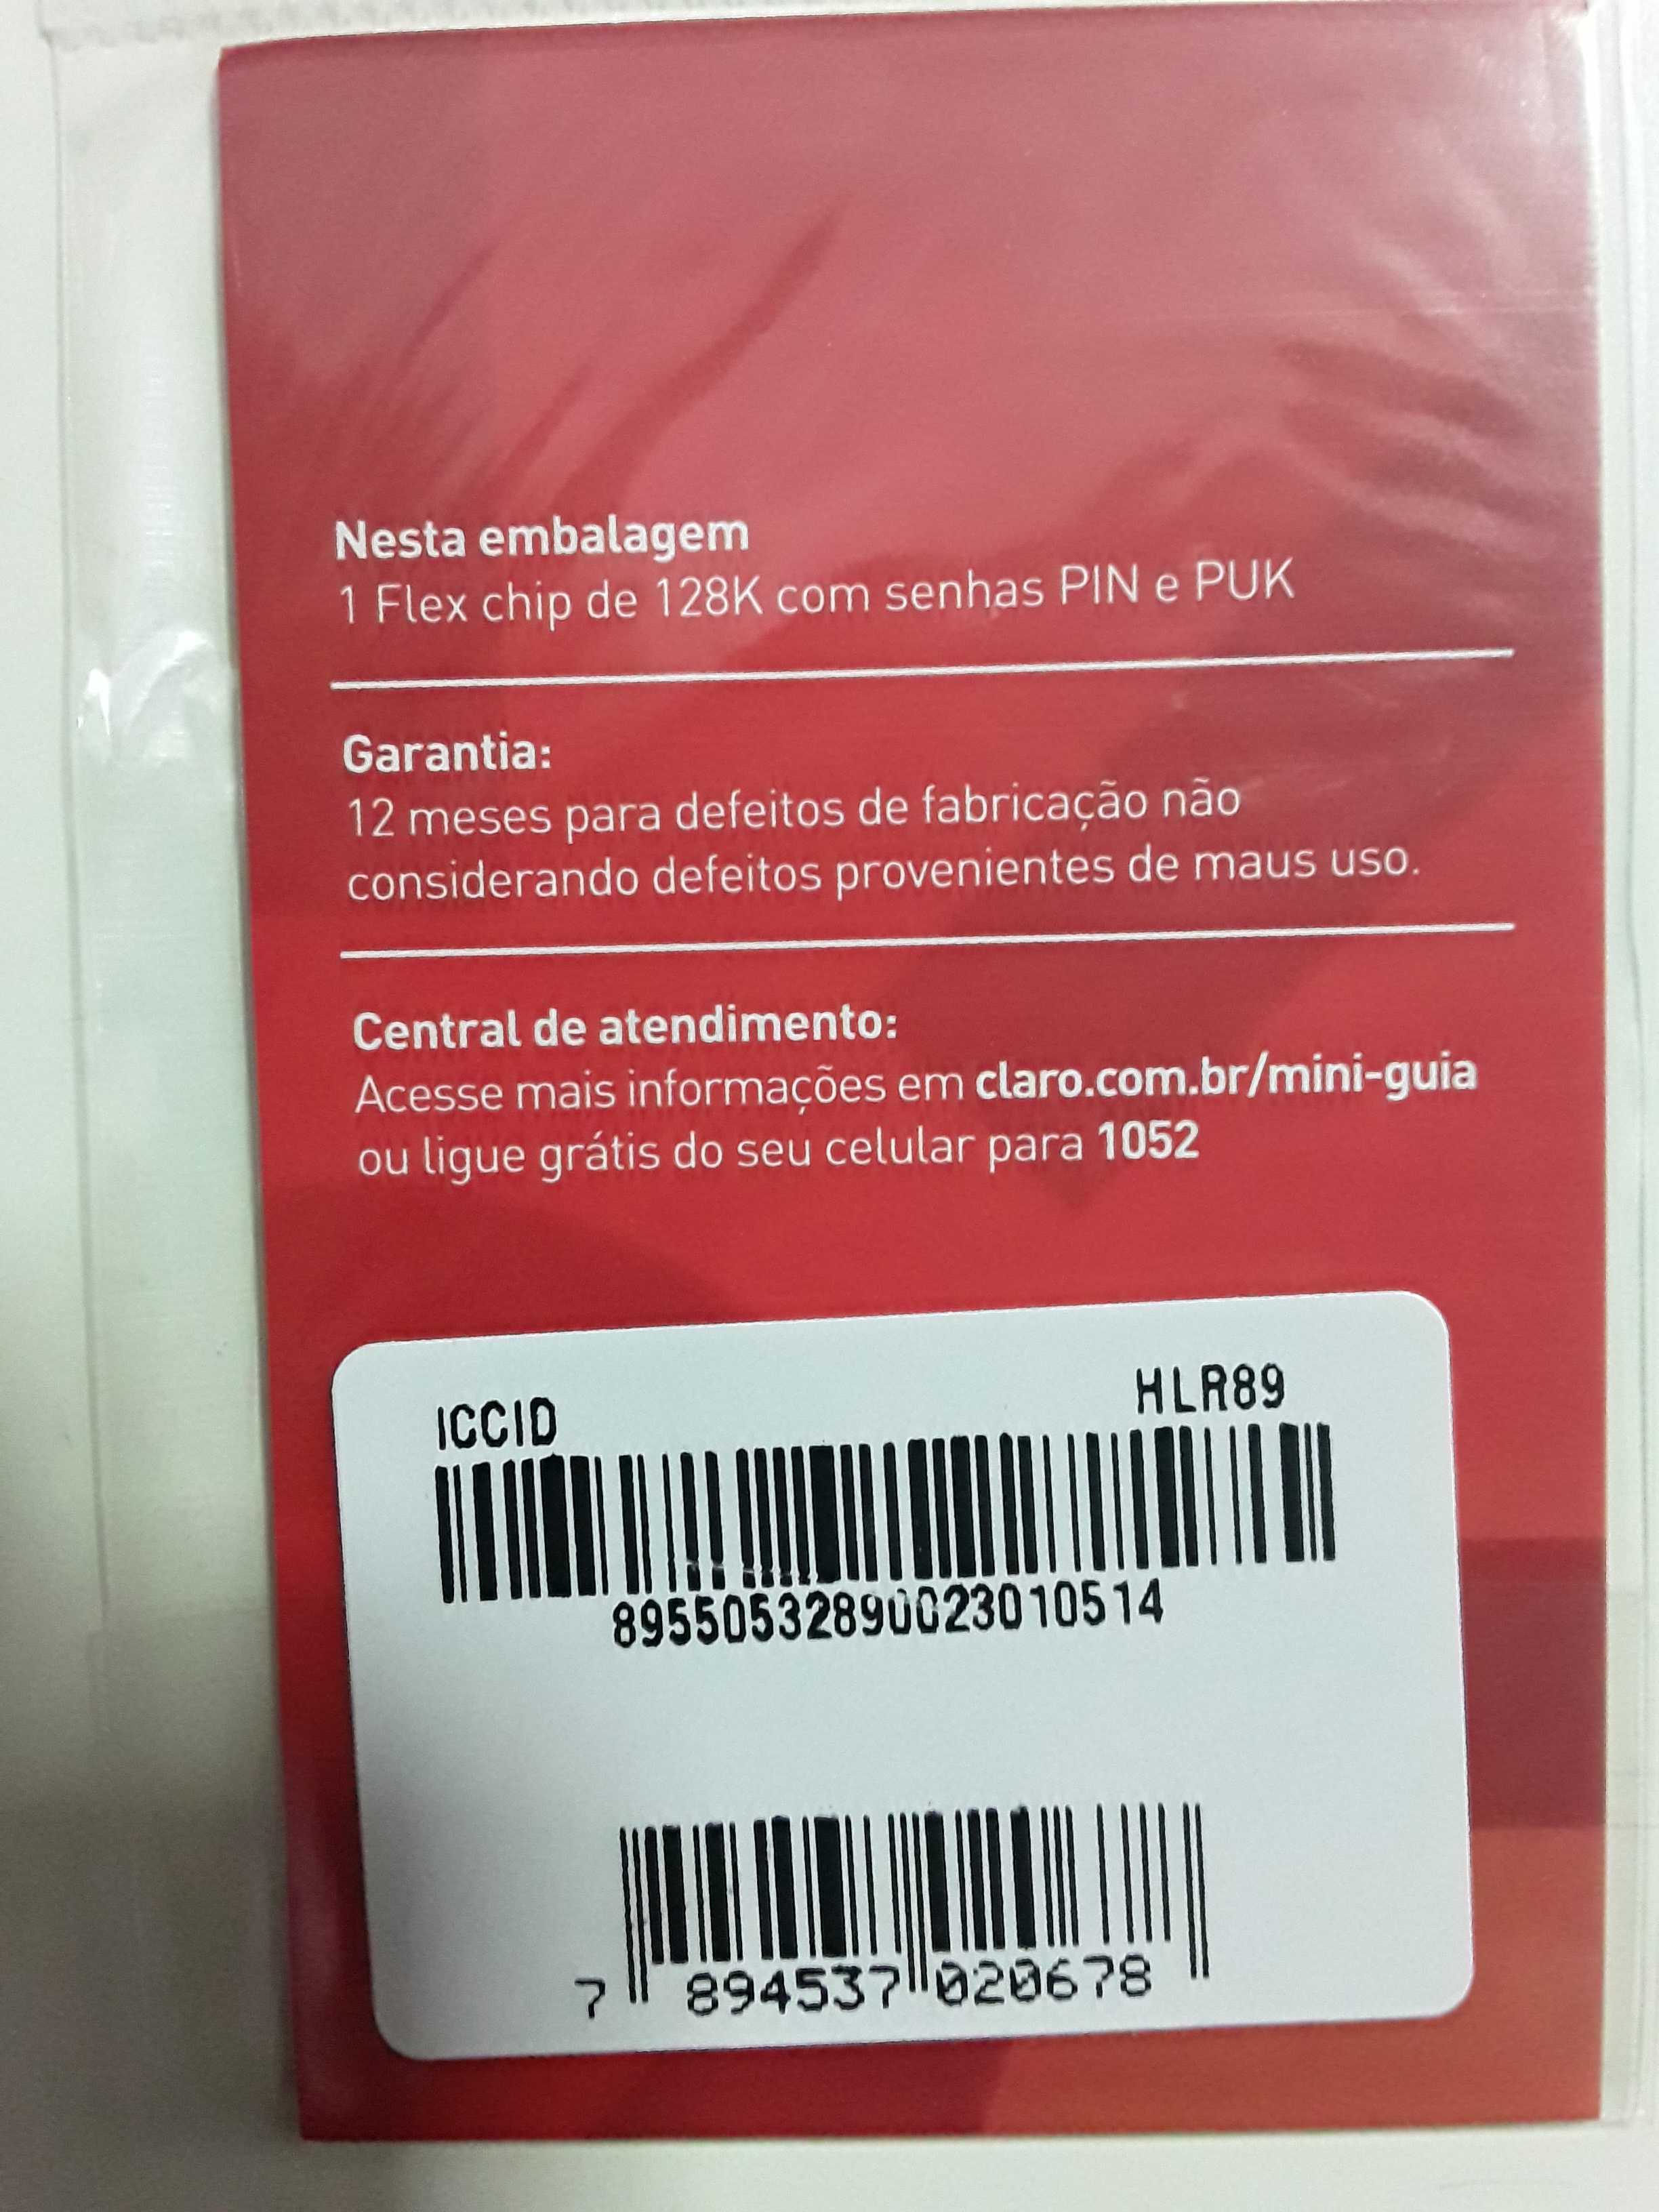 Nesta embalagem
1 Flex chip de 128K com senhas PIN e PUK
Garantia:
12 meses para defeitos de fabricação não
considerando defeitos provenientes de maus uso.
Central de atendimento:
Acesse mais informações em claro.com.br/mini-guia
ou ligue grátis do seu celular para 1052
ICCID HLR89
89550532890023010514
7 894537 020678